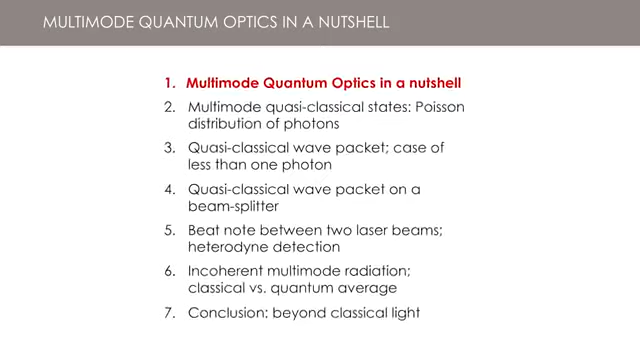 MULTIMODE QUANTUM OPTICS IN A NUTSHELL
1. Multimode Quantum Optics in a nutshell
2. Multimode quasi-classical states: Poisson
distribution of photons
3. Quasi-classical wave packet; case of
less than one photon
4. Quasi-classical wave packet on a
beam-splitter
5. Beat note between two laser beams;
heterodyne detection
6. Incoherent multimode radiation;
classical vs. quantum average
7. Conclusion: beyond classical light